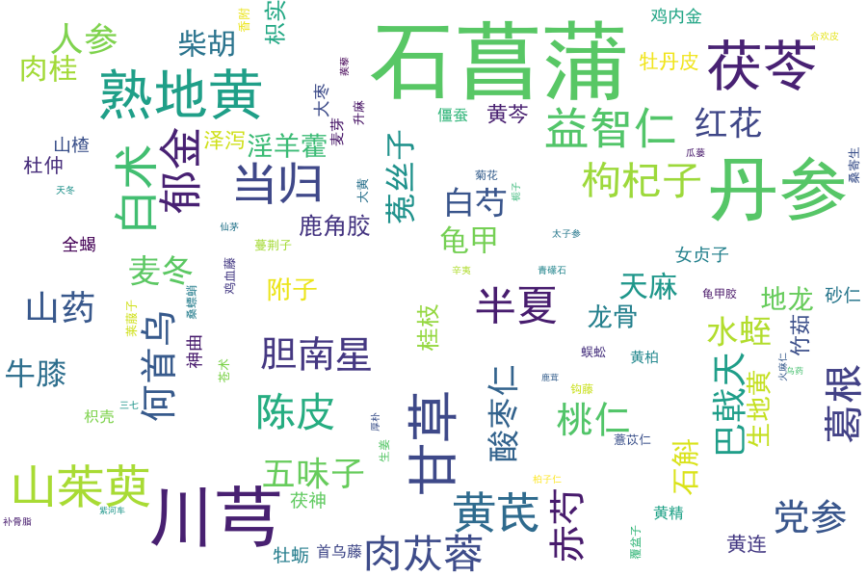 鸡内金
香附
枳实
人参
柴胡
合欢皮
石菖蒲
牡丹皮
茯苓
肉桂
蒺藜
熟地黄
大枣
升麻
僵蚕
黄芩
益智仁
红花
麦芽
山楂
泽泻
淫羊藿
郁金
杜仲
白术
当归
菟丝子
瓜蒌
桑寄生
枸杞子
丹参
菊花
大黄
白芍
栀子
天冬
仙茅
鹿角胶
龟甲
太子参
全蝎
蔓荆子
女贞子
麦冬
鸡血藤
附子
辛夷
青礞石
天麻
龟甲胶
地龙
砂仁
山药
桑螵蛸
莱菔子
半夏
龙骨
何首乌
神曲
桂枝
水蛭
竹茹
胆南星
蜈蚣
黄柏
牛膝
苍术
酸枣仁
鹿茸
钩藤
巴戟天
生地黄
火麻仁
乌药
葛根
三七
枳壳
陈皮
甘草
厚朴
桃仁
生姜
薏苡仁
石斛
山茱萸
五味子
柏子仁
茯神
川芎
黄芪
赤芍
紫河车
补骨脂
黄精
党参
牡蛎
首乌藤
肉苁蓉
覆盆子
黄连